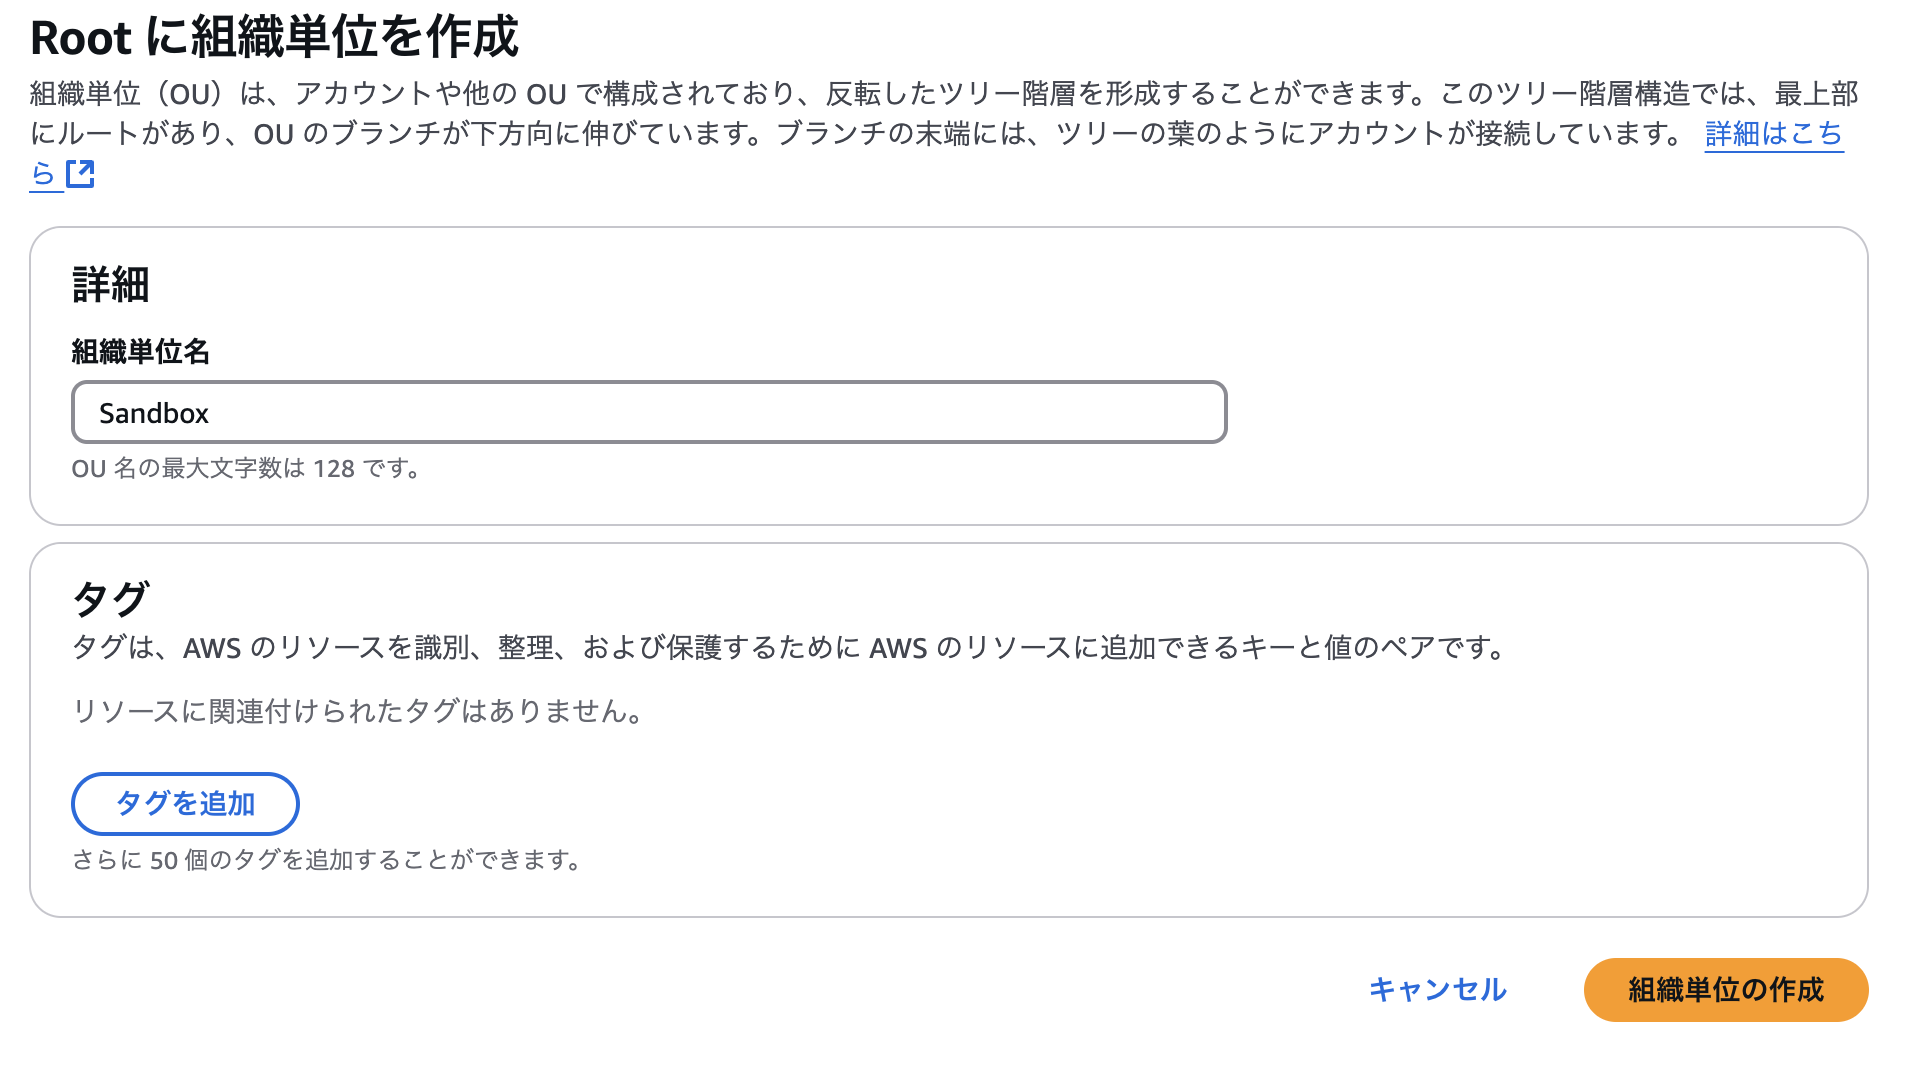 Root に組織単位を作成
組織単位（OU）は、アカウントや他の OU で構成されており、反転したツリー階層を形成することができます。このツリー階層構造では、最上部
にルートがあり、OU のブランチが下方向に伸びています。ブランチの末端には、ツリーの葉のようにアカウントが接続しています。 詳細はこち
ら
詳細
組織単位名
Sandbox
OU 名の最大文字数は 128 です。
タグ
タグは、AWS のリソースを識別、整理、および保護するために AWS のリソースに追加できるキーと値のペアです。
リソースに関連付けられたタグはありません。
タグを追加
さらに 50 個のタグを追加することができます。
キャンセル
組織単位の作成